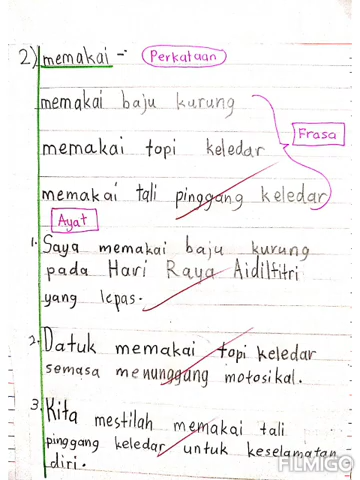 2) memakai - Perkataan
memakai baju kurung
memakai topi keledar
Frasa
memakai tali pinggang keledar
Ayat
1. Saya memakai baju kurung
pada Hari Raya Aidilfitri
yang lepas.
2. Datuk memakai topi keledar
semasa menunggang motosikal.
3. Kita mestilah memakai tali
pinggang keledar untuk keselamatan
diri.
FILMIGO